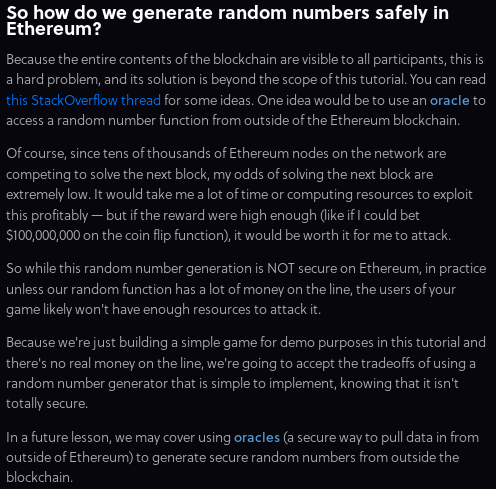 So how do we generate random numbers safely in
Ethereum?
Because the entire contents of the blockchain are visible to all participants, this is
a hard problem, and its solution is beyond the scope of this tutorial. You can read
this StackOverflow thread for some ideas. One idea would be to use an oracle to
access a random number function from outside of the Ethereum blockchain.
Of course, since tens of thousands of Ethereum nodes on the network are
competing to solve the next block, my odds of solving the next block are
extremely low. It would take me a lot of time or computing resources to exploit
this profitably — but if the reward were high enough (like if I could bet
$100,000,000 on the coin flip function), it would be worth it for me to attack.
So while this random number generation is NOT secure on Ethereum, in practice
unless our random function has a lot of money on the line, the users of your
game likely won't have enough resources to attack it.
Because we're just building a simple game for demo purposes in this tutorial and
there's no real money on the line, we're going to accept the tradeoffs of using a
random number generator that is simple to implement, knowing that it isn't
totally secure.
In a future lesson, we may cover using oracles (a secure way to pull data in from
outside of Ethereum) to generate secure random numbers from outside the
blockchain.